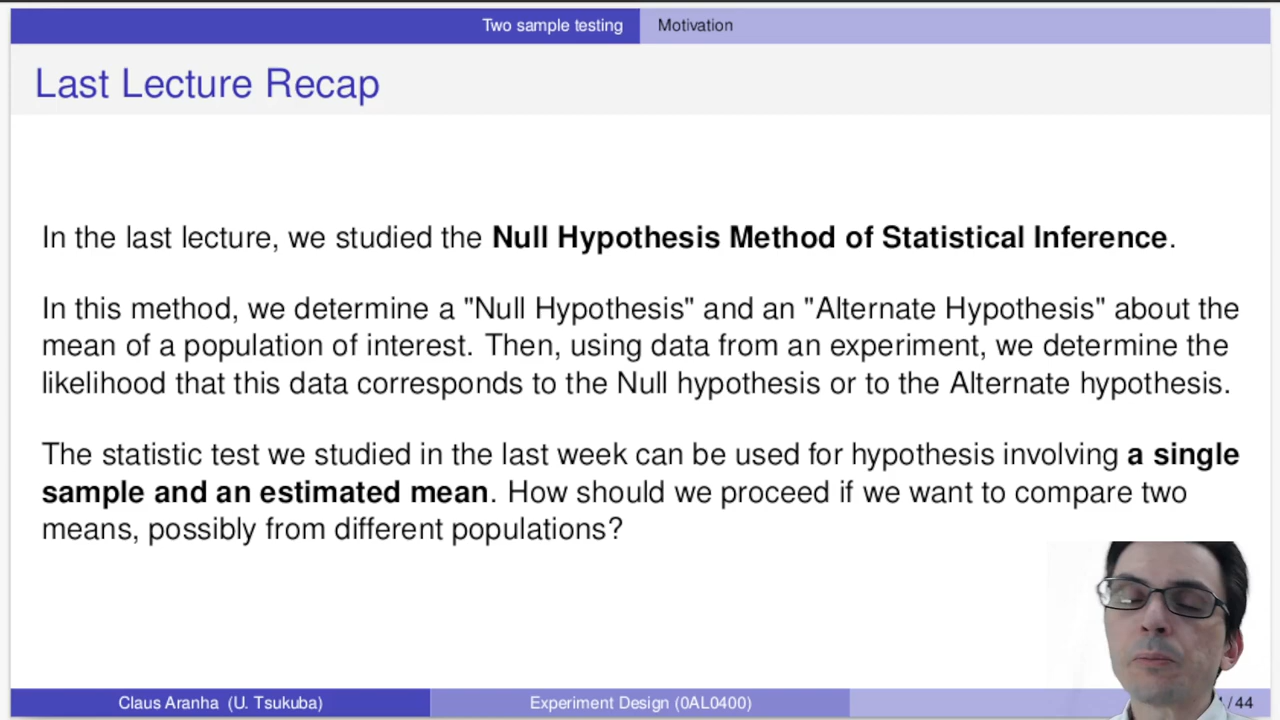 Two sample testing Motivation
Last Lecture Recap
In the last lecture, we studied the Null Hypothesis Method of Statistical Inference.
In this method, we determine a "Null Hypothesis" and an "Alternate Hypothesis" about the
mean of a population of interest. Then, using data from an experiment, we determine the
likelihood that this data corresponds to the Null hypothesis or to the Alternate hypothesis.
The statistic test we studied in the last week can be used for hypothesis involving a single
sample and an estimated mean. How should we proceed if we want to compare two
means, possibly from different populations?
Claus Aranha (U. Tsukuba) Experiment Design (0AL0400) / 44